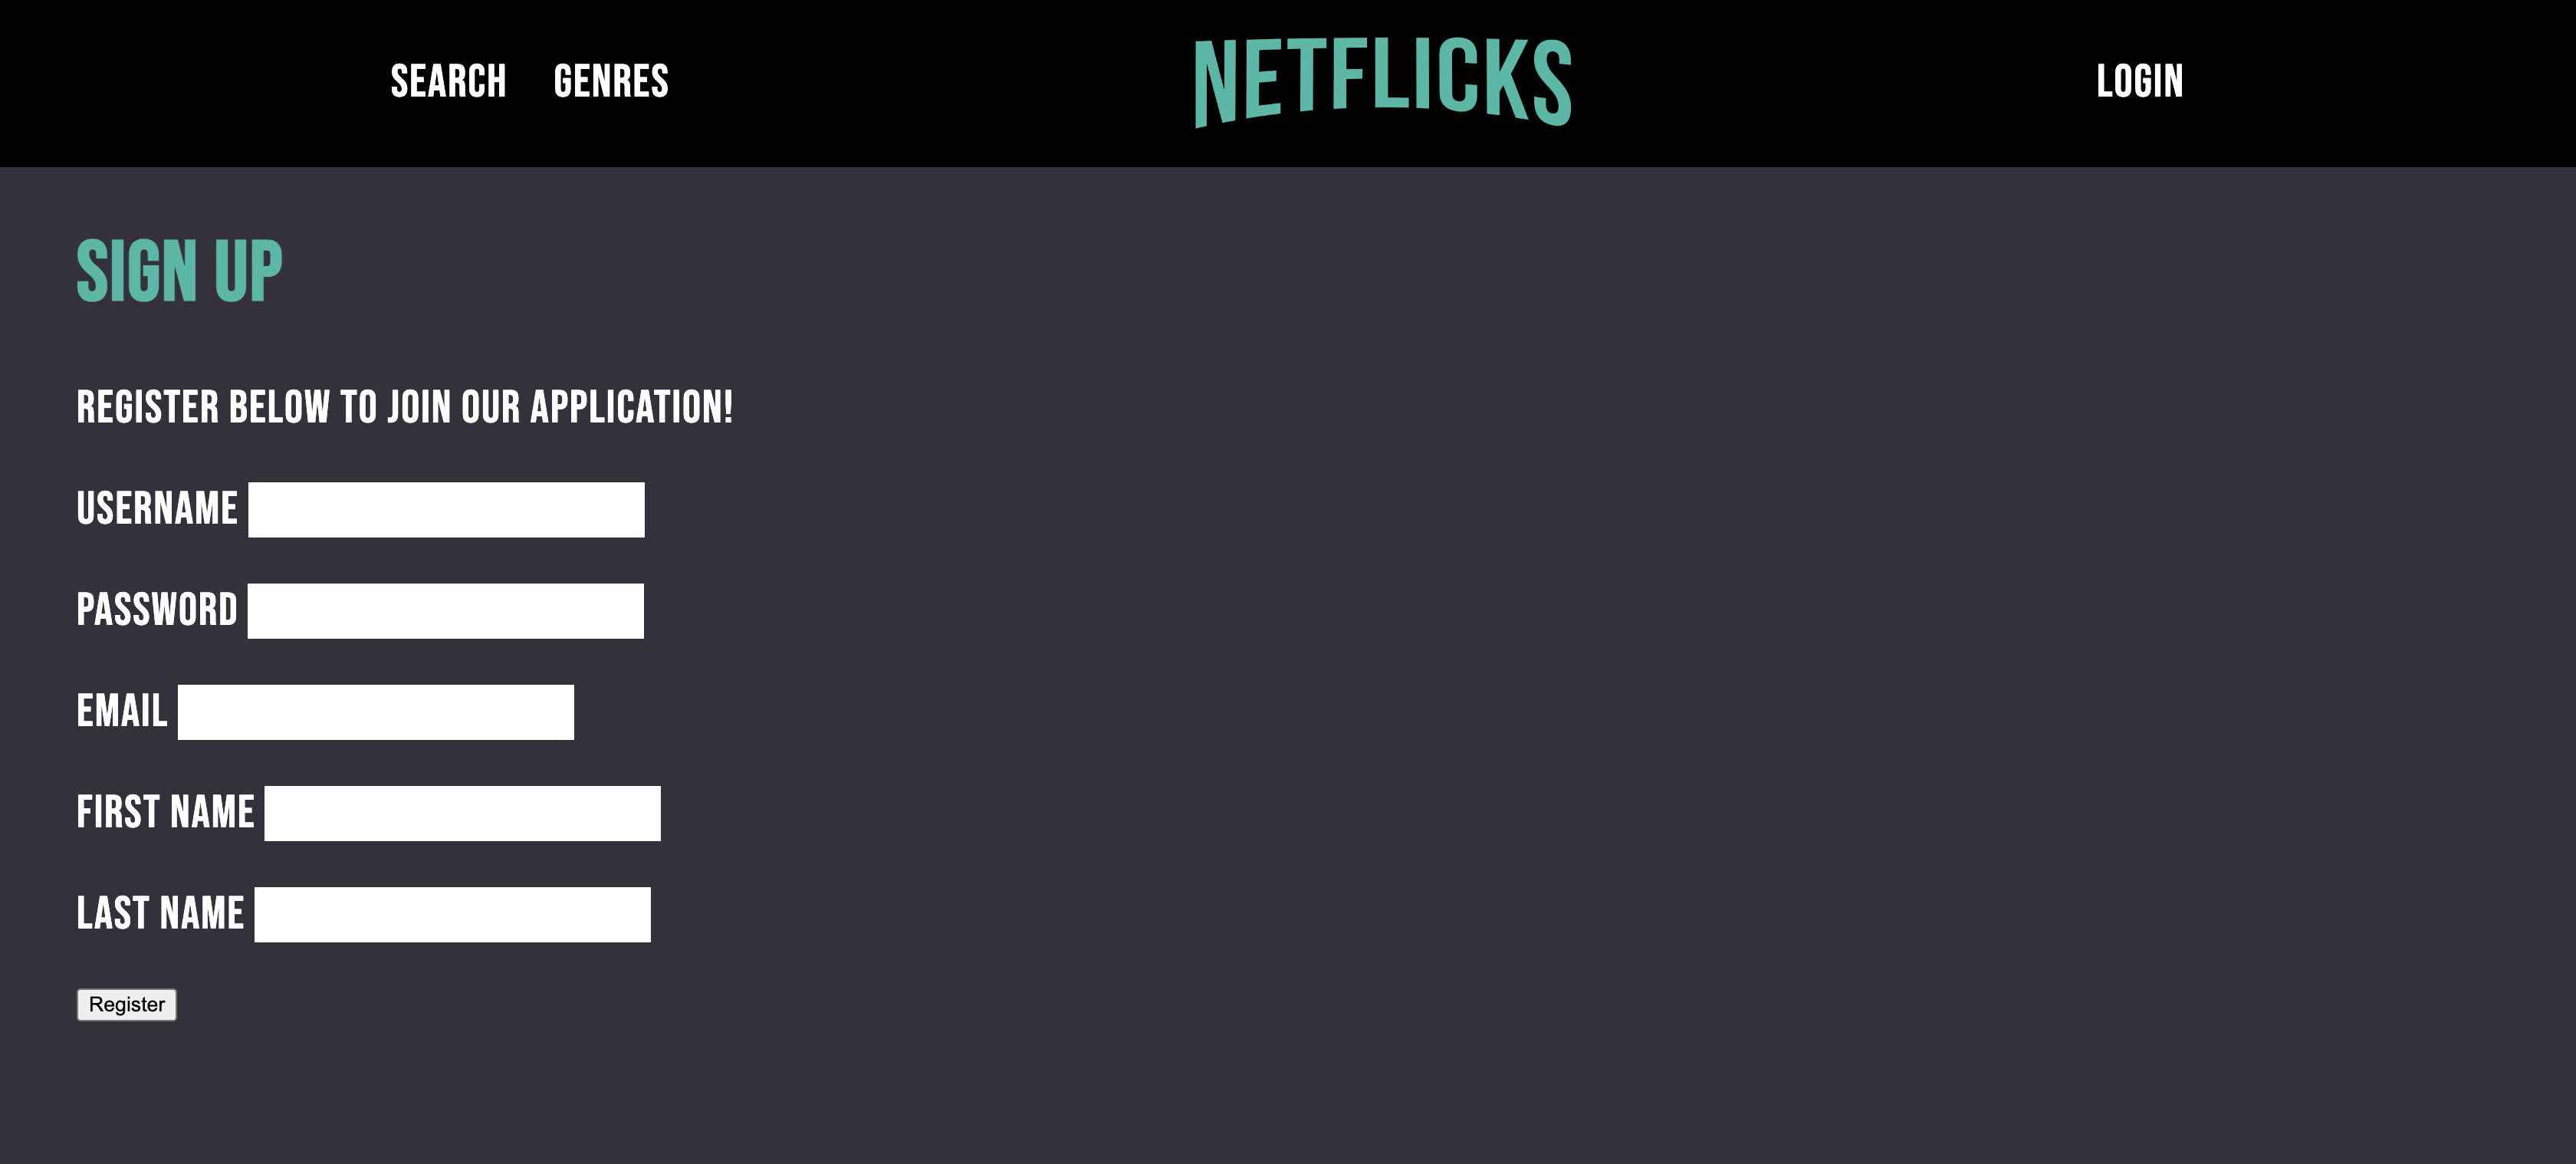 SEARCH GENRES NETFLICKS LOGIN
SIGN UP
REGISTER BELOW TO JOIN OUR APPLICATION!
USERNAME
PASSWORD
EMAIL
FIRST NAME
LAST NAME
Register